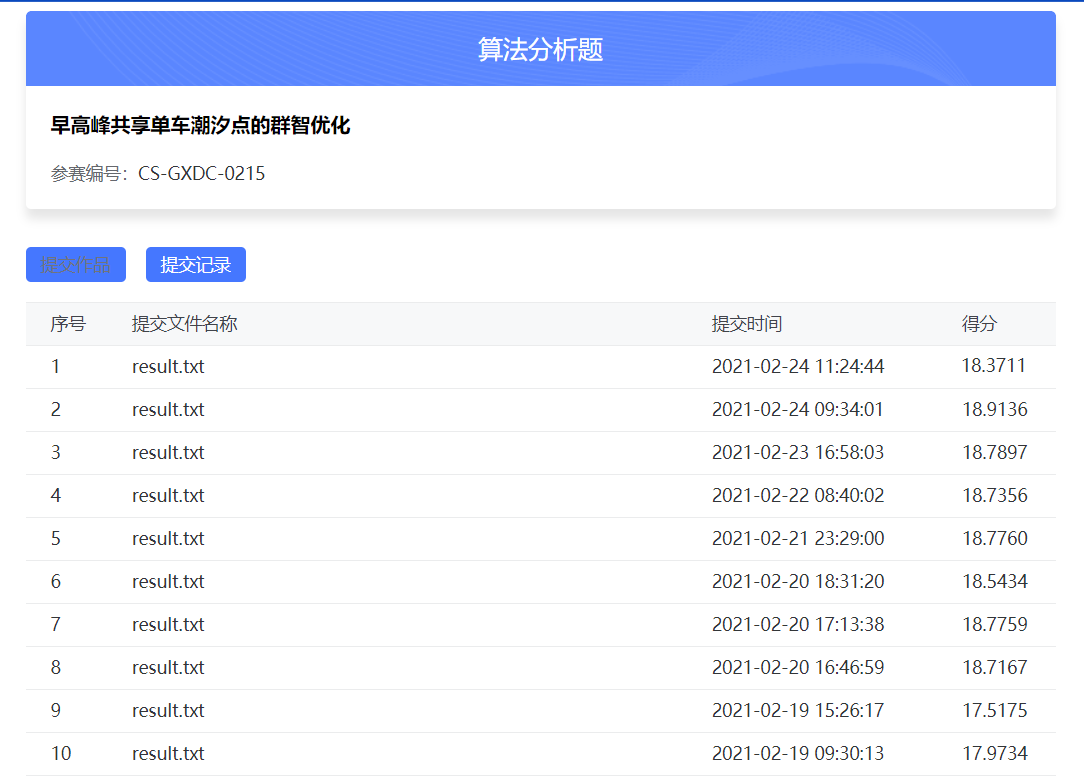 算法分析题
早高峰共享单车潮汐点的群智优化
参赛编号：CS-GXDC-0215
提交作品 提交记录
序号 提交文件名称 提交时间 得分
1 result.txt 2021-02-24 11:24:44 18.3711
2 result.txt 2021-02-24 09:34:01 18.9136
3 result.txt 2021-02-23 16:58:03 18.7897
4 result.txt 2021-02-22 08:40:02 18.7356
5 result.txt 2021-02-21 23:29:00 18.7760
6 result.txt 2021-02-20 18:31:20 18.5434
7 result.txt 2021-02-20 17:13:38 18.7759
8 result.txt 2021-02-20 16:46:59 18.7167
9 result.txt 2021-02-19 15:26:17 17.5175
10 result.txt 2021-02-19 09:30:13 17.9734